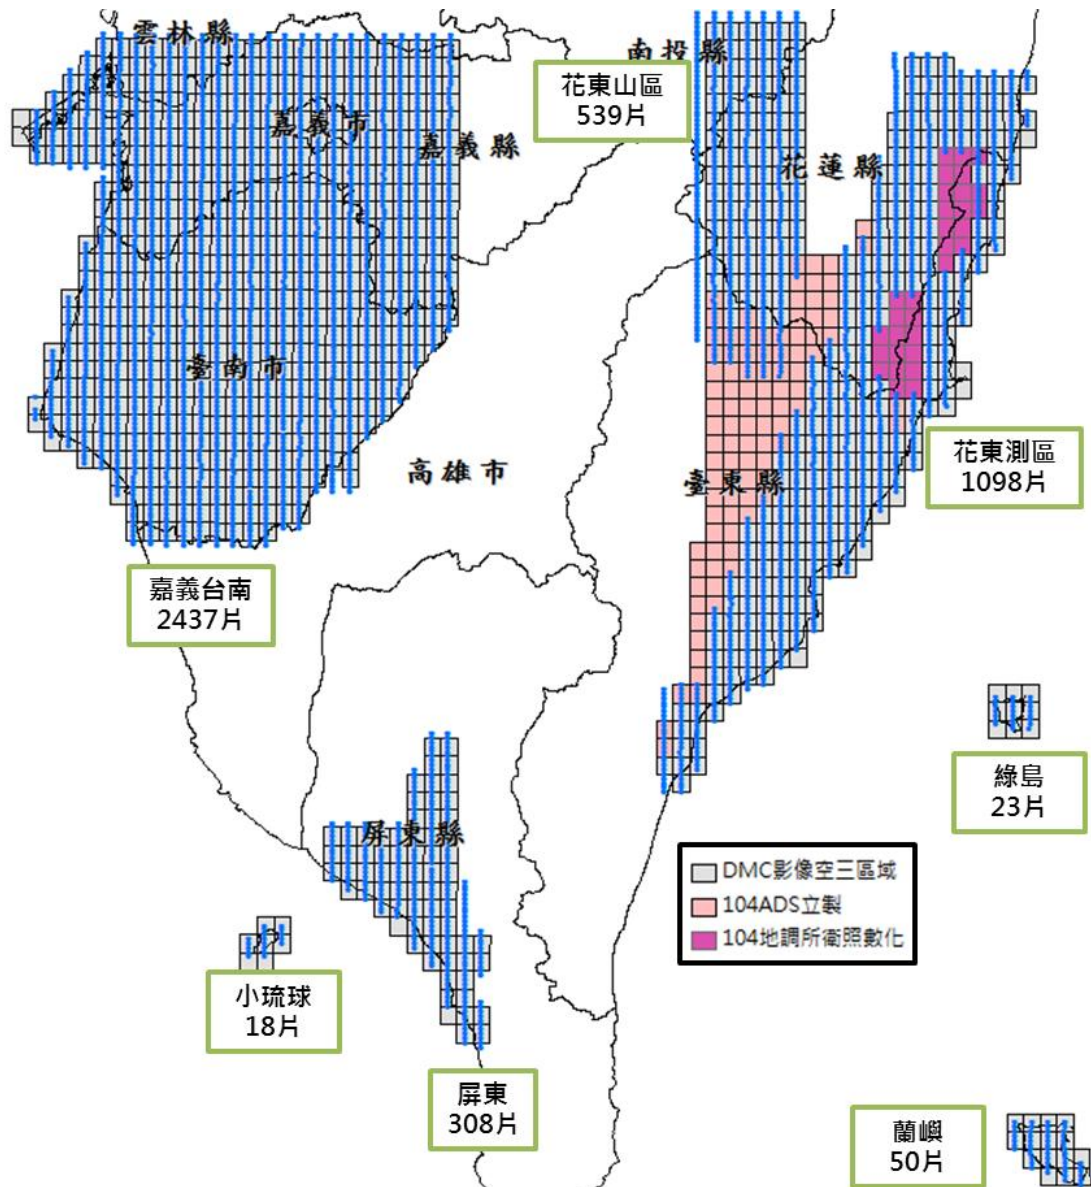 雲林縣
南投縣
花東山區
539片
嘉義市
嘉義縣
花蓮縣
臺南市
花東測區
1098片
高雄市
臺東縣
嘉義台南
2437片
綠島
23片
屏東縣
DMC影像空三區域
104ADS立製
104地調所衛照數化
小琉球
18片
屏東
308片
蘭嶼
50片